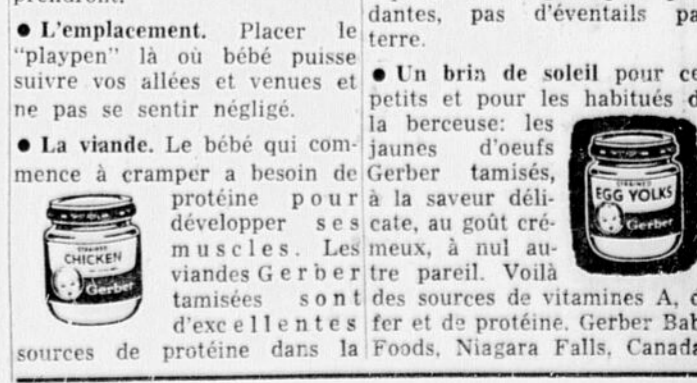 ● L'emplacement. Placer le
"playpen" là où bébé puisse
suivre vos allées et venues et
ne pas se sentir négligé.
● La viande. Le bébé qui com-
mence à cramper a besoin de
protéine pour
développer ses
muscles. Les
viandes Gerber
tamisées sont
d'excellentes
sources de protéine dans la
STRAINED
CHICKEN
Gerber
dantes, pas d'éventails
terre.
● Un brin de soleil pour
petits et pour les habitués
la berceuse: les
jaunes d'oeufs
Gerber tamisés,
à la saveur déli-
cate, au goût cré-
meux, à nul au-
tre pareil. Voilà
des sources de vitamines A,
fer et de protéine. Gerber
Foods, Niagara Falls, Canada
STRAINED
EGG YOLKS
Gerber